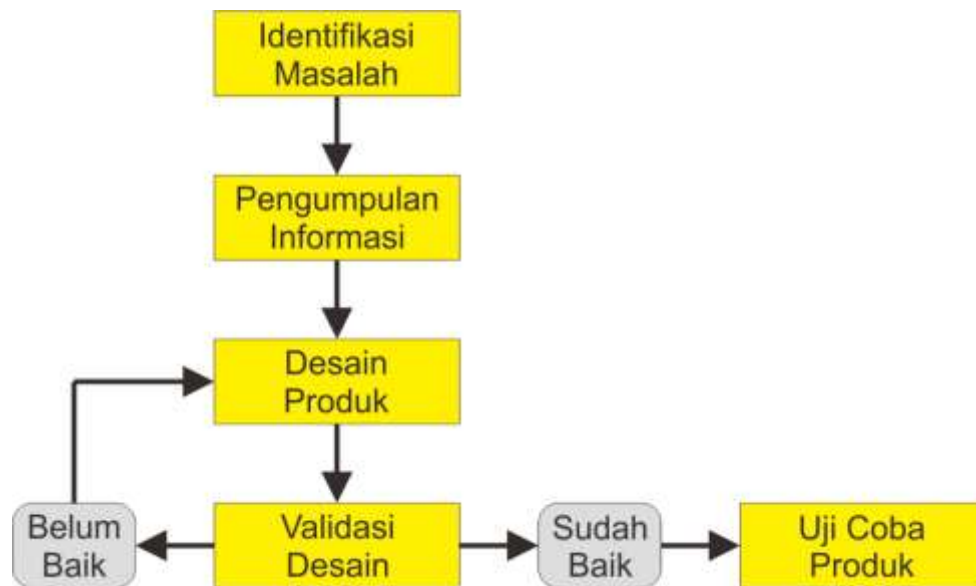 Identifikasi
Masalah
Pengumpulan
Informasi
Desain
Produk
Belum
Baik
Validasi
Desain
Sudah
Baik
Uji Coba
Produk